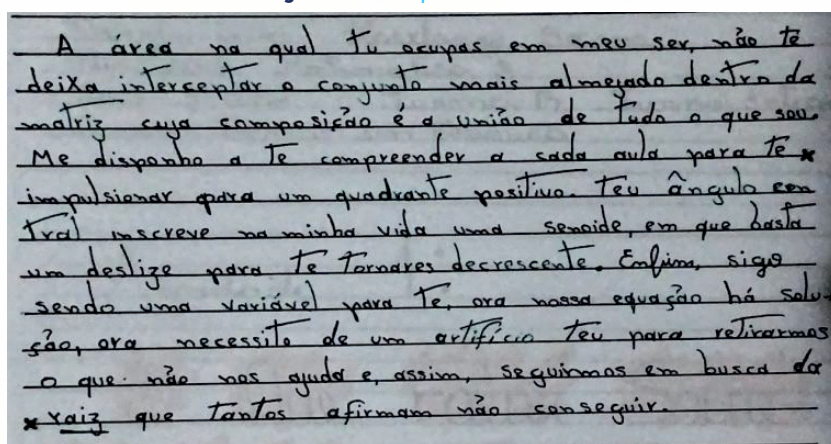 A área na qual tu ocupas em meu ser, não te
deixa interceptar o conjunto mais almejado dentro da
matriz cuja composição é a união de tudo o que sou.
Me disponho a te compreender a cada aula para te *
impulsionar para um quadrante positivo. Teu ângulo cen
tral inscreve na minha vida uma senoide, em que basta
um deslize para te tornares decrescente. Enfim, sigo
sendo uma variável para te, ora nossa equação há solu-
ção, ora necessito de um artifício teu para retirarmos
o que não nos ajuda e, assim, seguirmos em busca da
* raiz que tantos afirmam não conseguir.